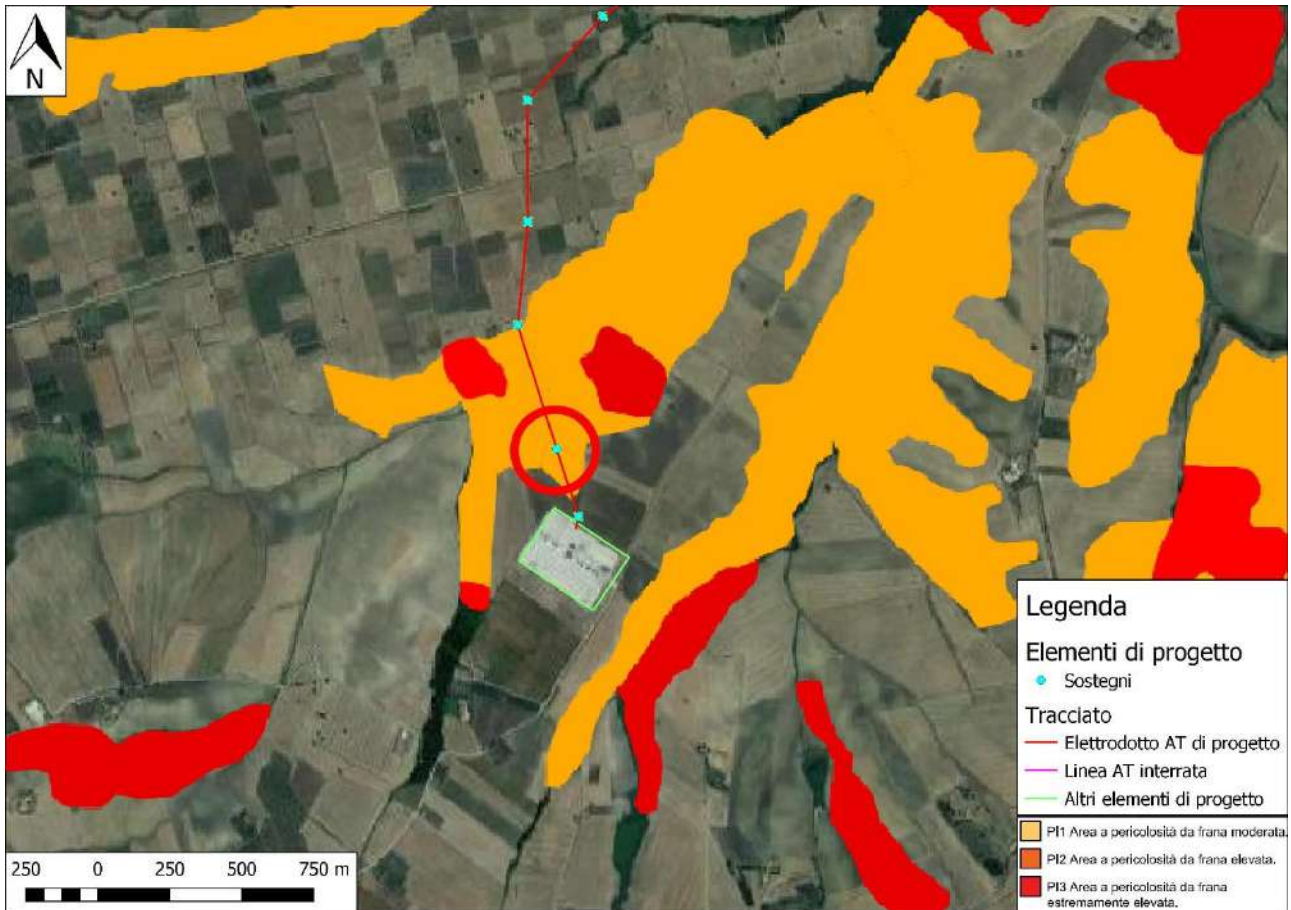 N
Legenda
Elementi di progetto
Sostegni
Tracciato
Elettrodotto AT di progetto
Linea AT interrata
Altri elementi di progetto
PI1 Area a pericolosità da frana moderata.
PI2 Area a pericolosità da frana elevata.
PI3 Area a pericolosità da frana
estremamente elevata.
250 0 250 500 750 m